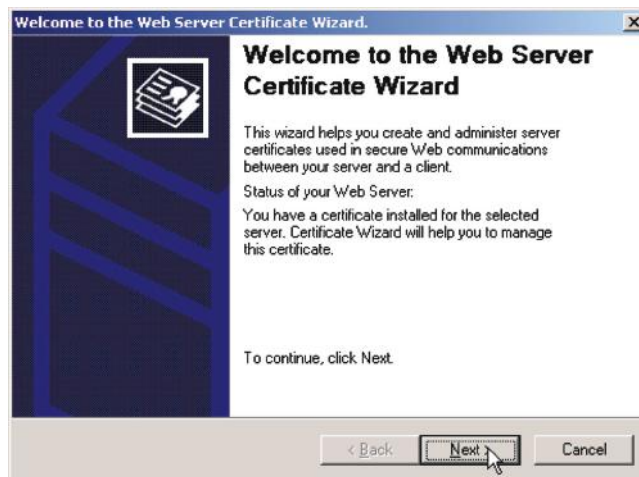 Welcome to the Web Server Certificate Wizard.
Welcome to the Web Server
Certificate Wizard
This wizard helps you create and administer server
certificates used in secure Web communications
between your server and a client.
Status of your Web Server:
You have a certificate installed for the selected
server. Certificate Wizard will help you to manage
this certificate.
To continue, click Next.
< Back Next > Cancel